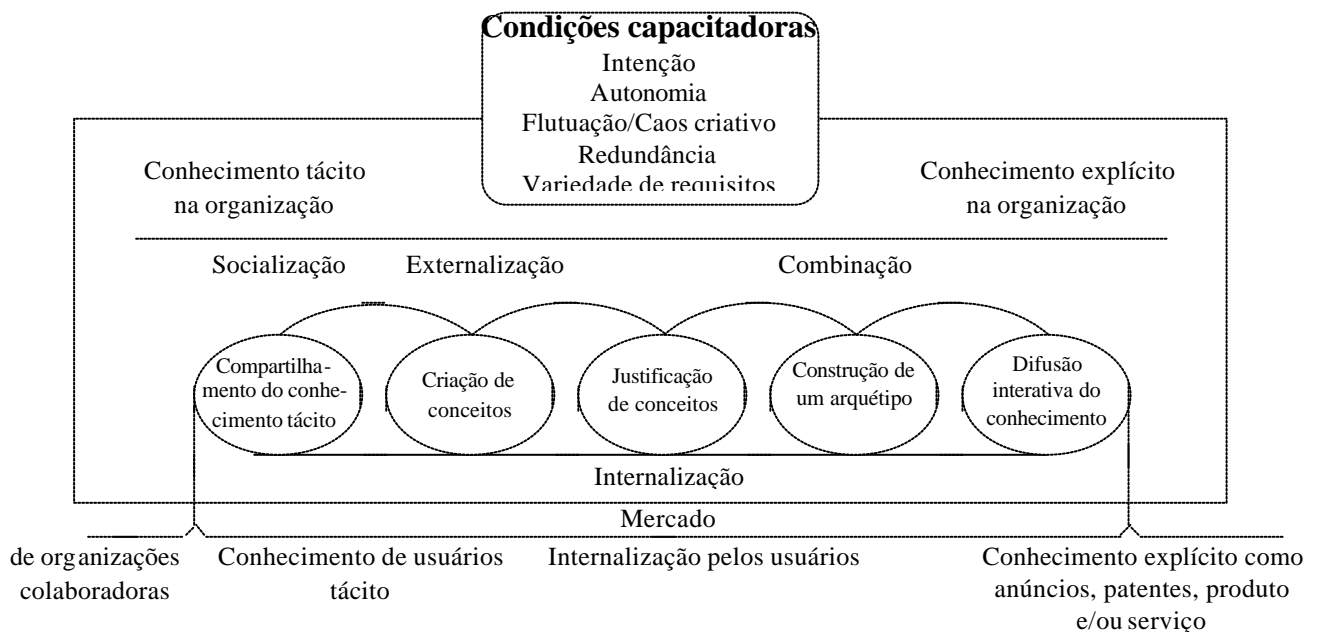 Condições capacitadoras
Intenção
Autonomia
Flutuação/Caos criativo
Redundância
Variedade de requisitos
Conhecimento tácito
na organização
Conhecimento explícito
na organização
Socialização
Externalização
Combinação
Compartilha-
mento do conhe-
cimento tácito
Criação de
conceitos
Justificação
de conceitos
Construção de
um arquétipo
Difusão
interativa do
conhecimento
Internalização
Mercado
de organizações
colaboradoras
Conhecimento de usuários
tácito
Internalização pelos usuários
Conhecimento explícito como
anúncios, patentes, produto
e/ou serviço